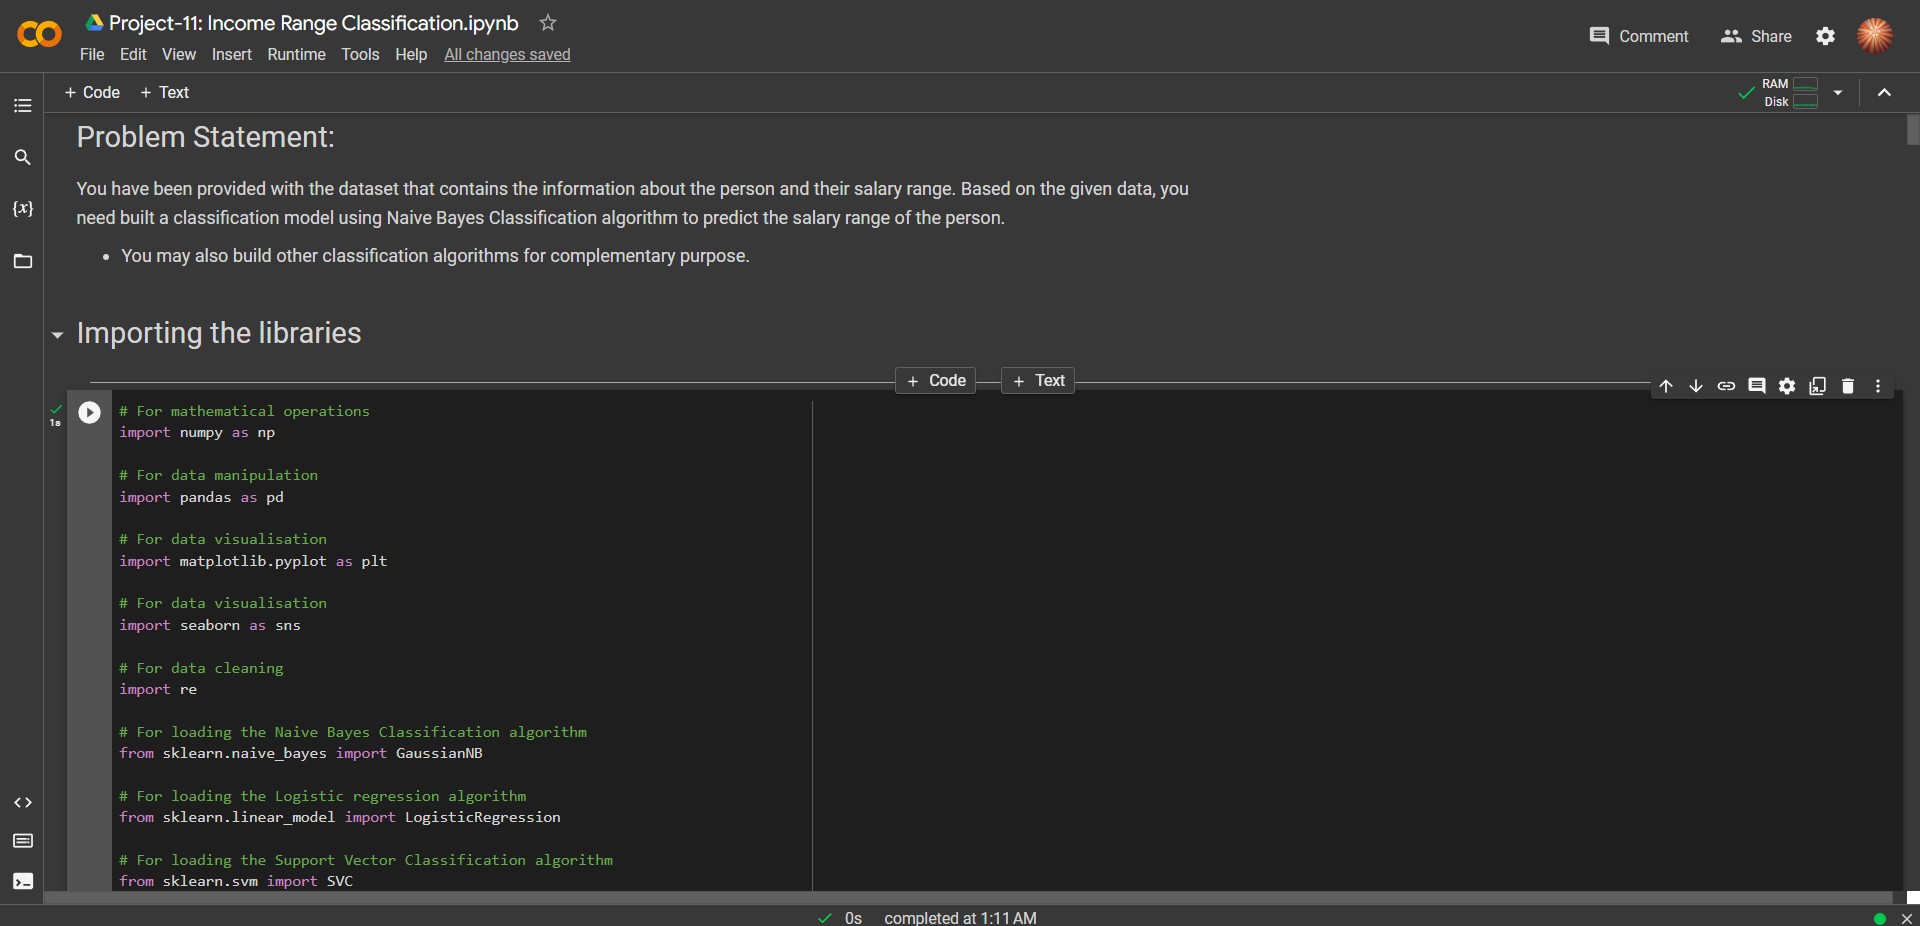 Project-11: Income Range Classification.ipynb
File Edit View Insert Runtime Tools Help All changes saved
Comment Share
+ Code + Text
RAM
Disk
Problem Statement:
You have been provided with the dataset that contains the information about the person and their salary range. Based on the given data, you
need built a classification model using Naive Bayes Classification algorithm to predict the salary range of the person.
• You may also build other classification algorithms for complementary purpose.
Importing the libraries
+ Code + Text
1s
# For mathematical operations
import numpy as np
# For data manipulation
import pandas as pd
# For data visualisation
import matplotlib.pyplot as plt
# For data visualisation
import seaborn as sns
# For data cleaning
import re
# For loading the Naive Bayes Classification algorithm
from sklearn.naive_bayes import GaussianNB
# For loading the Logistic regression algorithm
from sklearn.linear_model import LogisticRegression
# For loading the Support Vector Classification algorithm
from sklearn.svm import SVC
0s completed at 1:11 AM